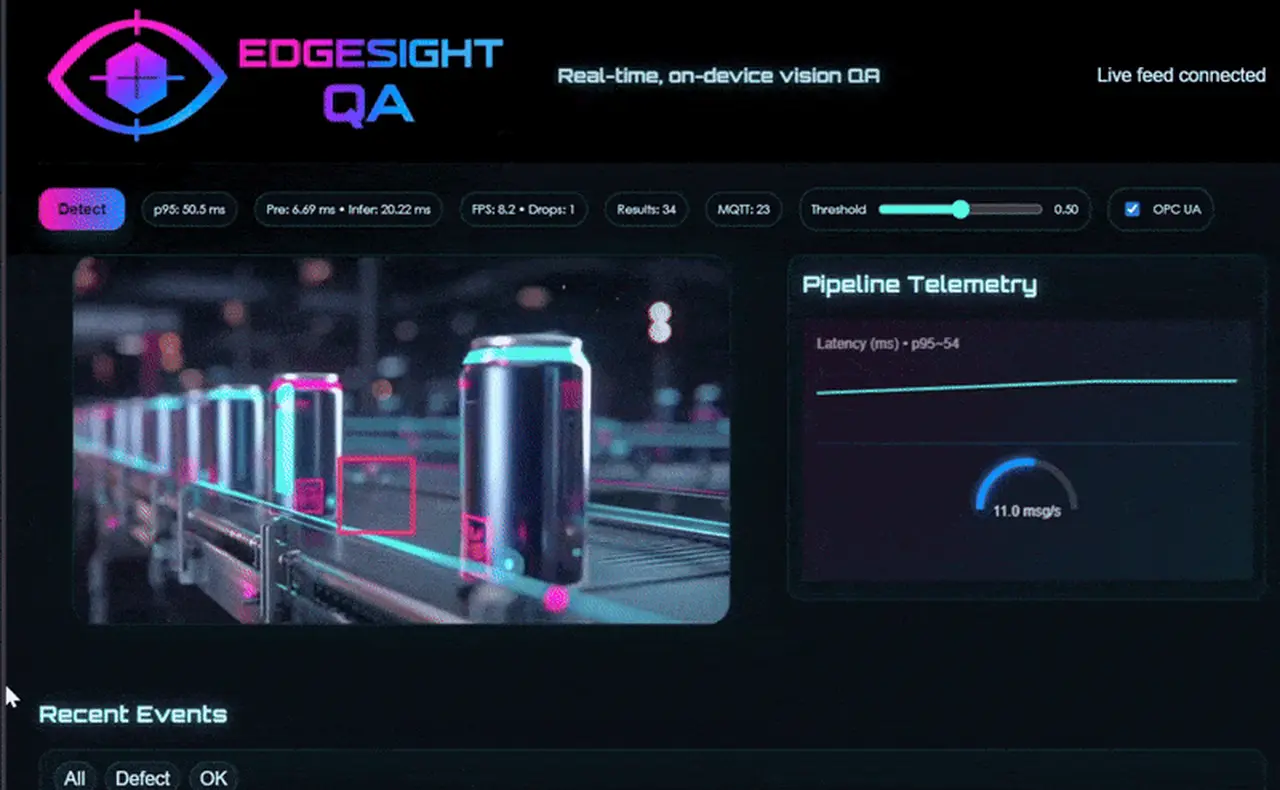 EDGESIGHT
QA
Real-time, on-device vision QA
Live feed connected
Detect
p95: 50.5 ms
Pre: 6.69 ms • Infer: 20.22 ms
FPS: 8.2 • Drops: 1
Results: 34
MQTT: 23
Threshold
0.50
OPC UA
Pipeline Telemetry
Latency (ms) • p95~54
11.0 msg/s
Recent Events
All
Defect
OK